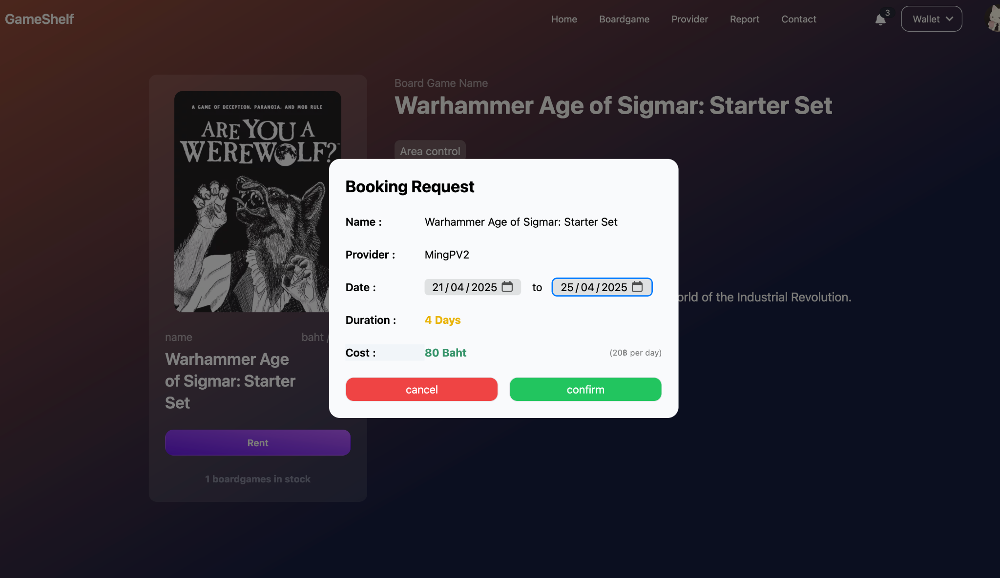 GameShelf
Home
Boardgame
Provider
Report
Contact
3
Wallet
A GAME OF DECEPTION, PARANOIA, AND MOB RULE
ARE YOU A
WEREWOLF?™
name
baht /
Warhammer Age
of Sigmar: Starter
Set
Rent
1 boardgames in stock
Board Game Name
Warhammer Age of Sigmar: Starter Set
Area control
orld of the Industrial Revolution.
Booking Request
Name : Warhammer Age of Sigmar: Starter Set
Provider : MingPV2
Date : 21/04/2025 to 25/04/2025
Duration : 4 Days
Cost : 80 Baht (20฿ per day)
cancel
confirm